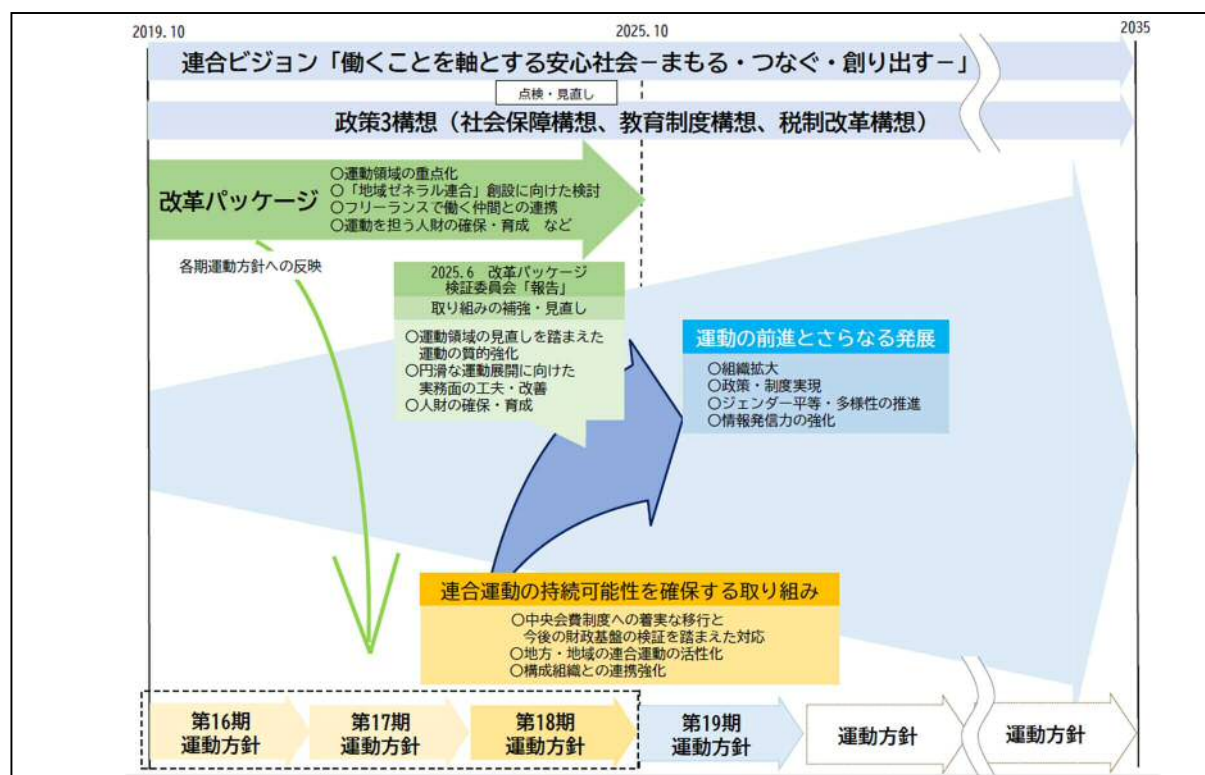 2019.10
2025.10
2035
連合ビジョン「働くことを軸とする安心社会－まもる・つなぐ・創り出す－」
点検・見直し
政策3構想（社会保障構想、教育制度構想、税制改革構想）
改革パッケージ
○運動領域の重点化
○「地域ゼネラル連合」創設に向けた検討
○フリーランスで働く仲間との連携
○運動を担う人財の確保・育成　など
各期運動方針への反映
2025.6　改革パッケージ
検証委員会「報告」
取り組みの補強・見直し
○運動領域の見直しを踏まえた
運動の質的強化
○円滑な運動展開に向けた
実務面の工夫・改善
○人財の確保・育成
運動の前進とさらなる発展
○組織拡大
○政策・制度実現
○ジェンダー平等・多様性の推進
○情報発信力の強化
連合運動の持続可能性を確保する取り組み
○中央会費制度への着実な移行と
今後の財政基盤の検証を踏まえた対応
○地方・地域の連合運動の活性化
○構成組織との連携強化
第16期
運動方針
第17期
運動方針
第18期
運動方針
第19期
運動方針
運動方針
運動方針